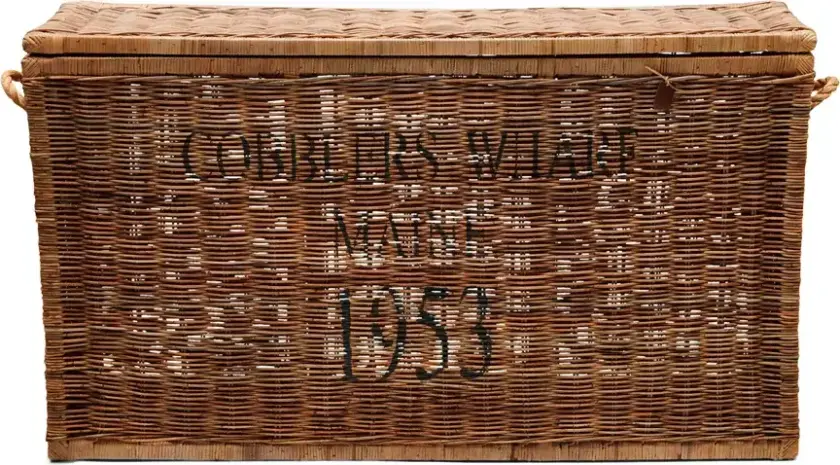 COBBLERS WHARF
MAINE
1953